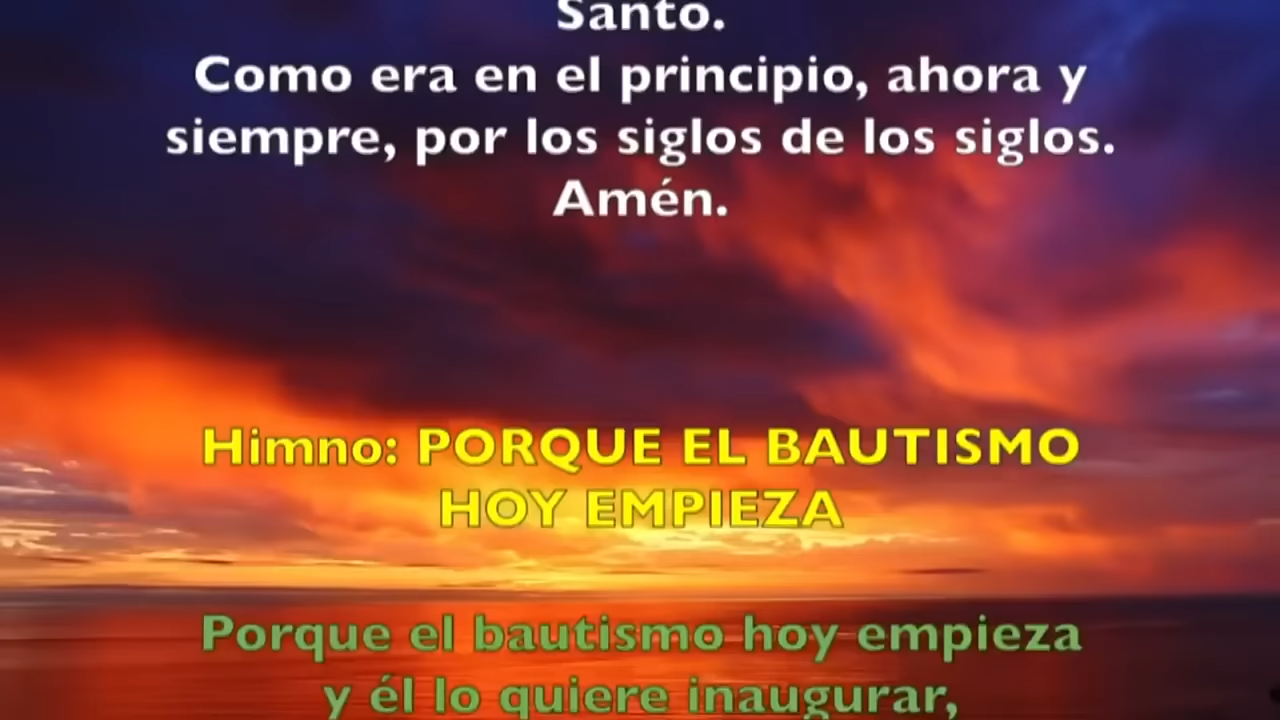 Santo.
Como era en el principio, ahora y
siempre, por los siglos de los siglos.
Amén.
Himno: PORQUE EL BAUTISMO
HOY EMPIEZA
Porque el bautismo hoy empieza
y él lo quiere inaugurar,